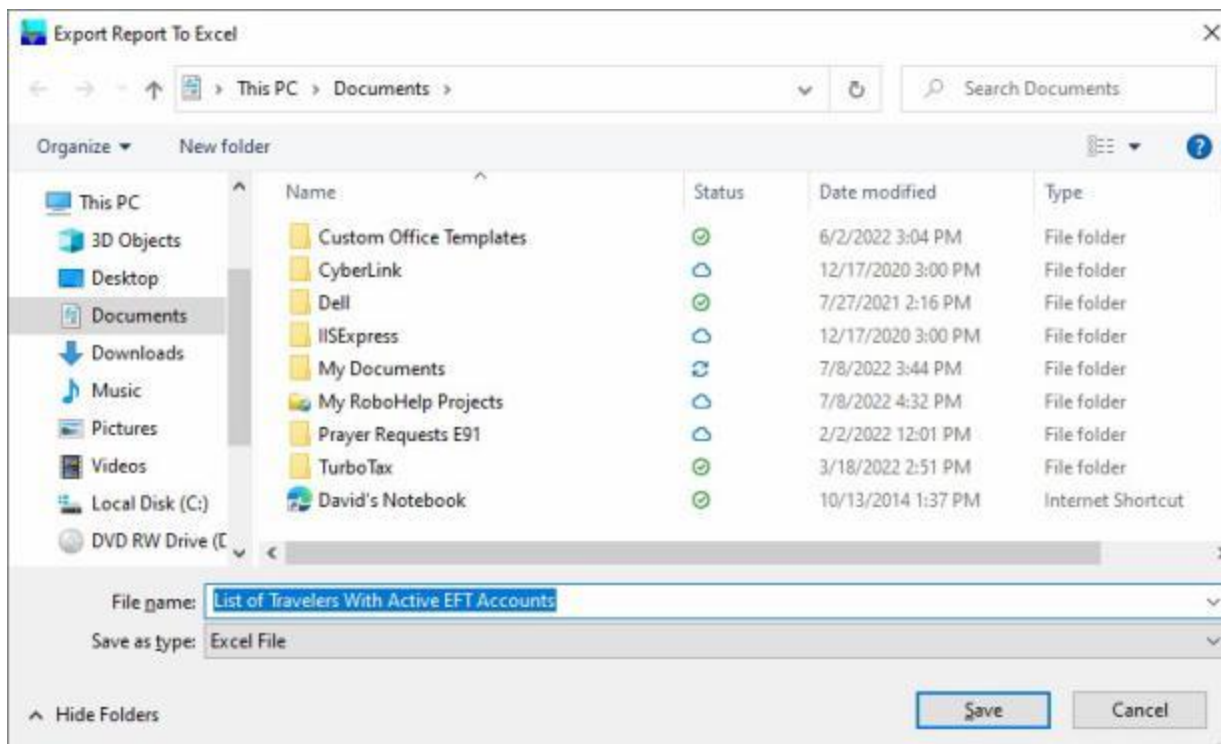 Export Report To Excel
This PC > Documents >
Search Documents
Organize
New folder
This PC
3D Objects
Desktop
Documents
Downloads
Music
Pictures
Videos
Local Disk (C:)
DVD RW Drive (D
Name Status Date modified Type
Custom Office Templates 6/2/2022 3:04 PM File folder
CyberLink 12/17/2020 3:00 PM File folder
Dell 7/27/2021 2:16 PM File folder
IISExpress 12/17/2020 3:00 PM File folder
My Documents 7/8/2022 3:44 PM File folder
My RoboHelp Projects 7/8/2022 4:32 PM File folder
Prayer Requests E91 2/2/2022 12:01 PM File folder
TurboTax 3/18/2022 2:51 PM File folder
David's Notebook 10/13/2014 1:37 PM Internet Shortcut
File name: List of Travelers With Active EFT Accounts
Save as type: Excel File
Hide Folders
Save
Cancel